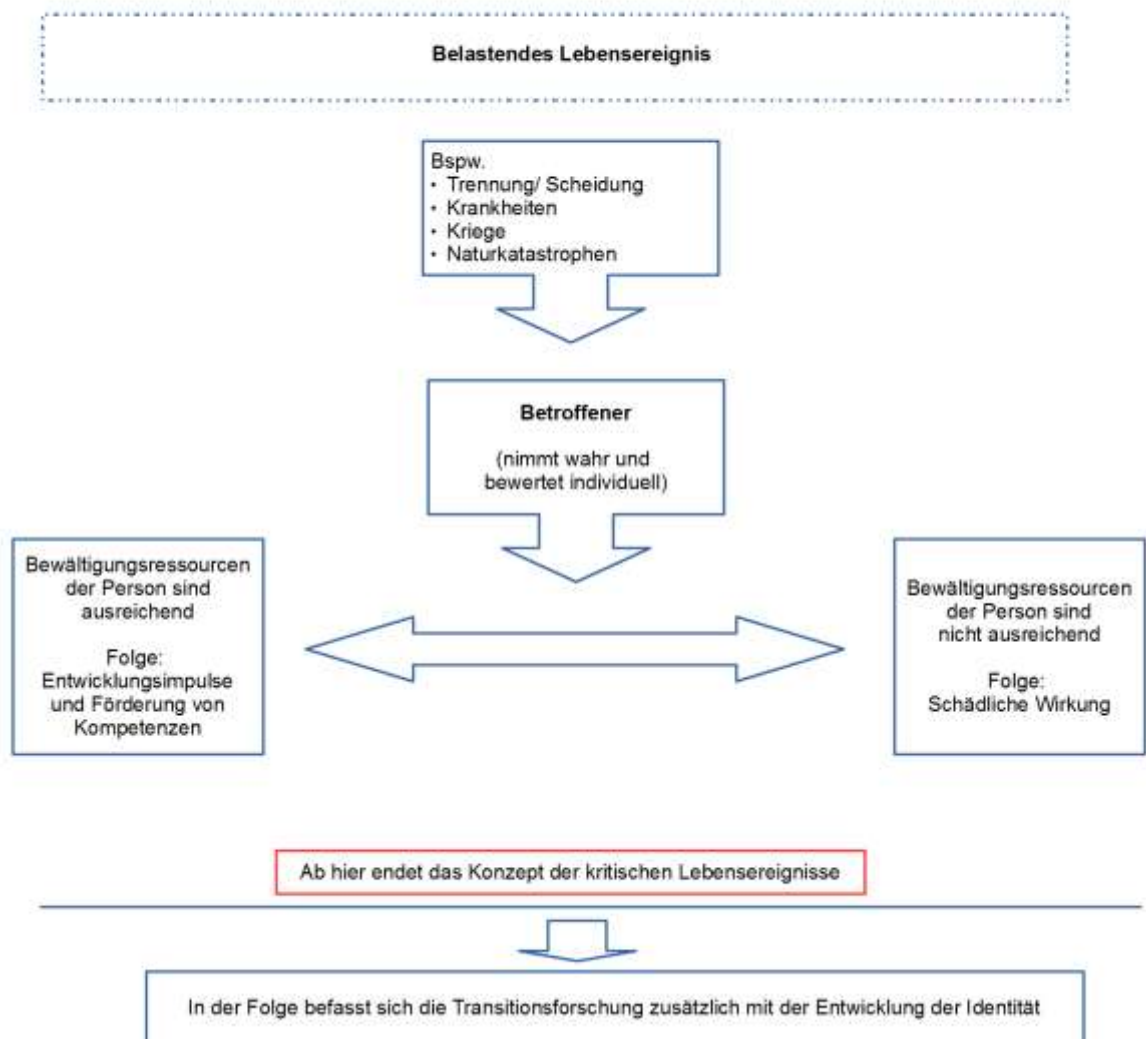 Belastendes Lebensereignis
Bspw.
• Trennung/ Scheidung
• Krankheiten
• Kriege
• Naturkatastrophen
Betroffener
(nimmt wahr und
bewertet individuell)
Bewältigungsressourcen
der Person sind
ausreichend
Folge:
Entwicklungsimpulse
und Förderung von
Kompetenzen
Bewältigungsressourcen
der Person sind
nicht ausreichend
Folge:
Schädliche Wirkung
Ab hier endet das Konzept der kritischen Lebensereignisse
In der Folge befasst sich die Transitionsforschung zusätzlich mit der Entwicklung der Identität